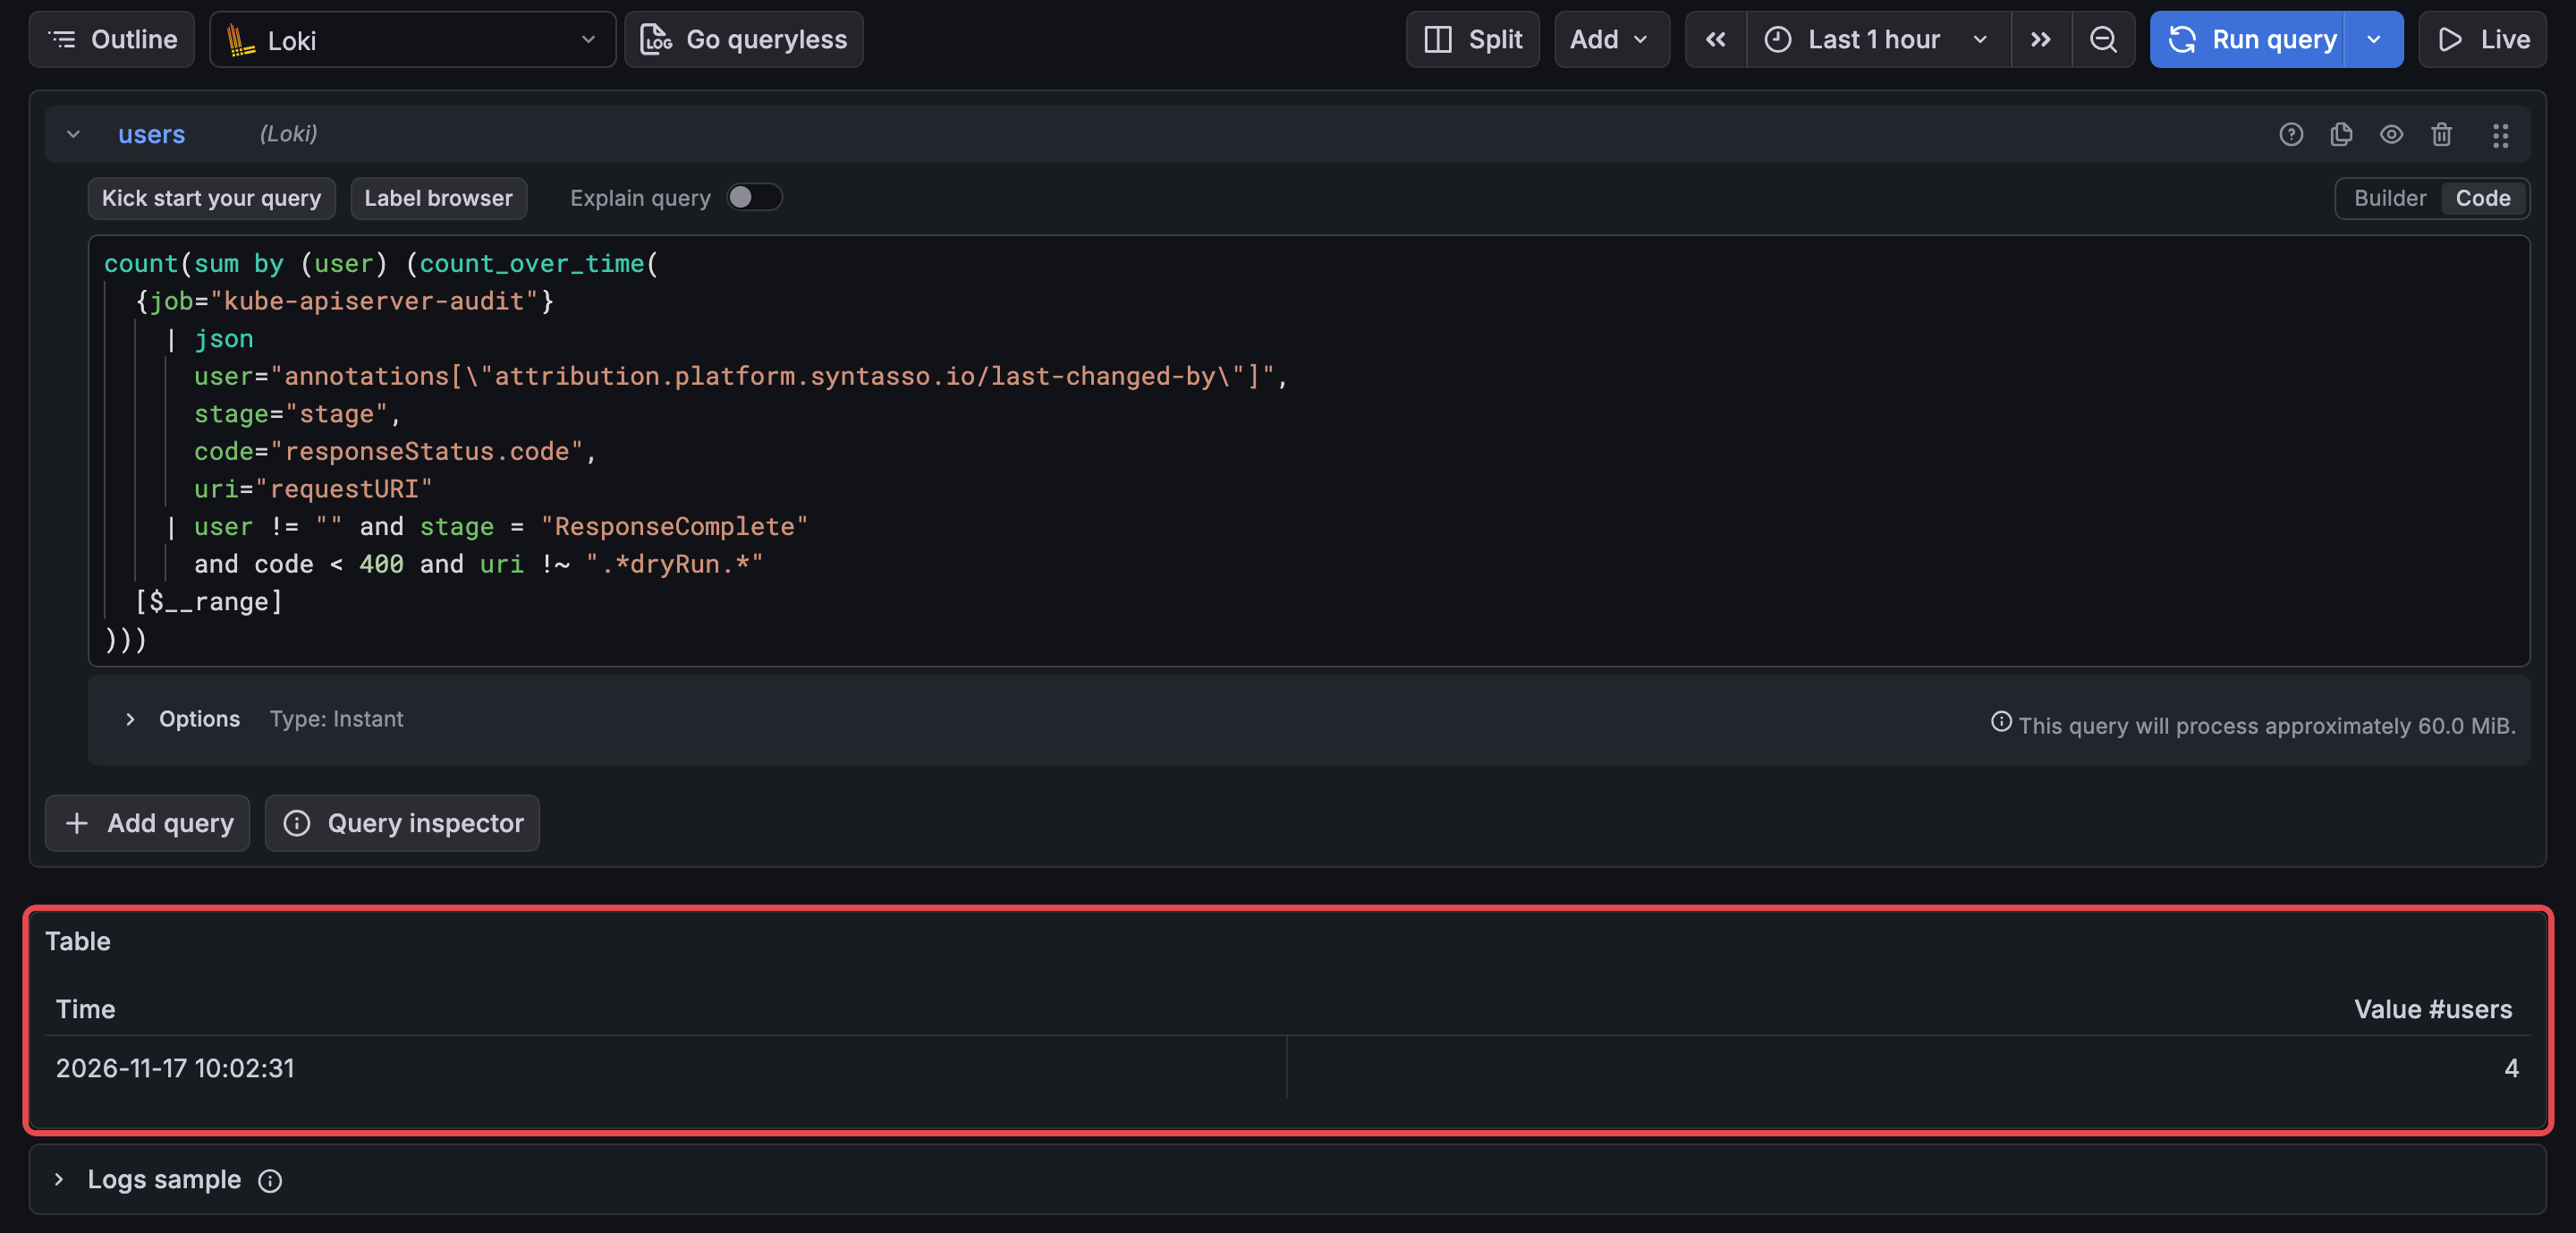 Outline
Loki
Go queryless
Split
Add
Last 1 hour
Run query
Live
users (Loki)
Kick start your query
Label browser
Explain query
Builder
Code
count(sum by (user) (count_over_time(
{job="kube-apiserver-audit"}
| json
user="annotations[\"attribution.platform.syntasso.io/last-changed-by\"]",
stage="stage",
code="responseStatus.code",
uri="requestURI"
| user != "" and stage = "ResponseComplete"
and code < 400 and uri !~ ".*dryRun.*"
[$__range]
)))
Options Type: Instant
This query will process approximately 60.0 MiB.
Add query
Query inspector
Table
Time Value #users
2026-11-17 10:02:31 4
Logs sample